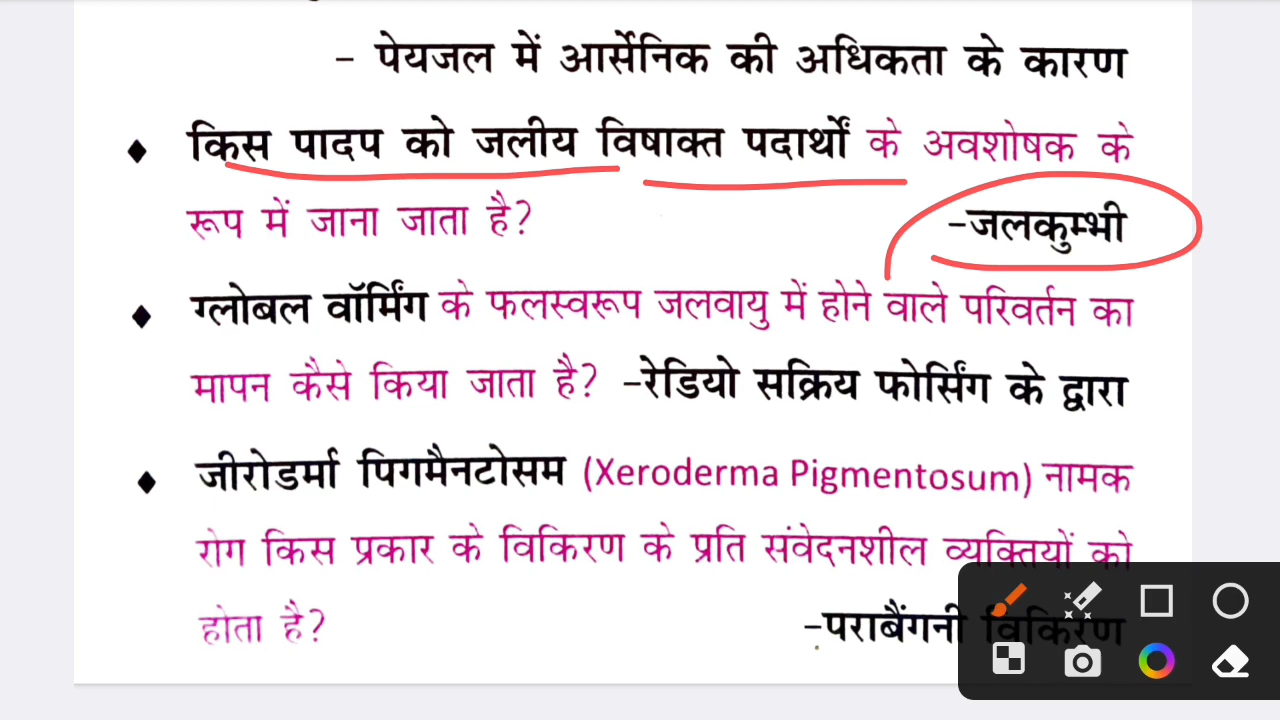 – पेयजल में आर्सेनिक की अधिकता के कारण
♦ किस पादप को जलीय विषाक्त पदार्थों के अवशोषक के
रूप में जाना जाता है? –जलकुम्भी
♦ ग्लोबल वॉर्मिंग के फलस्वरूप जलवायु में होने वाले परिवर्तन का
मापन कैसे किया जाता है? –रेडियो सक्रिय फोर्सिंग के द्वारा
♦ जीरोडर्मा पिगमैनटोसम (Xeroderma Pigmentosum) नामक
रोग किस प्रकार के विकिरण के प्रति संवेदनशील व्यक्तियों को
होता है? –पराबैंगनी विकिरण